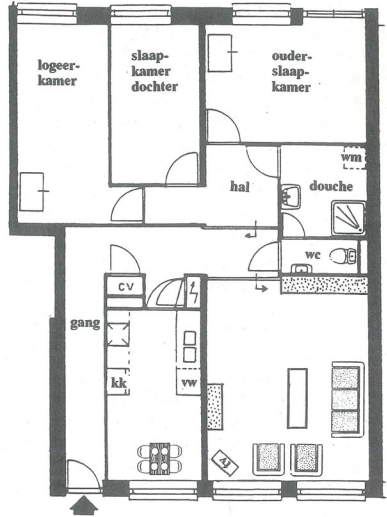 logeer-
kamer
slaap-
kamer
dochter
ouder-
slaap-
kamer
wm
hal
douche
wc
CV
gang
kk
vw